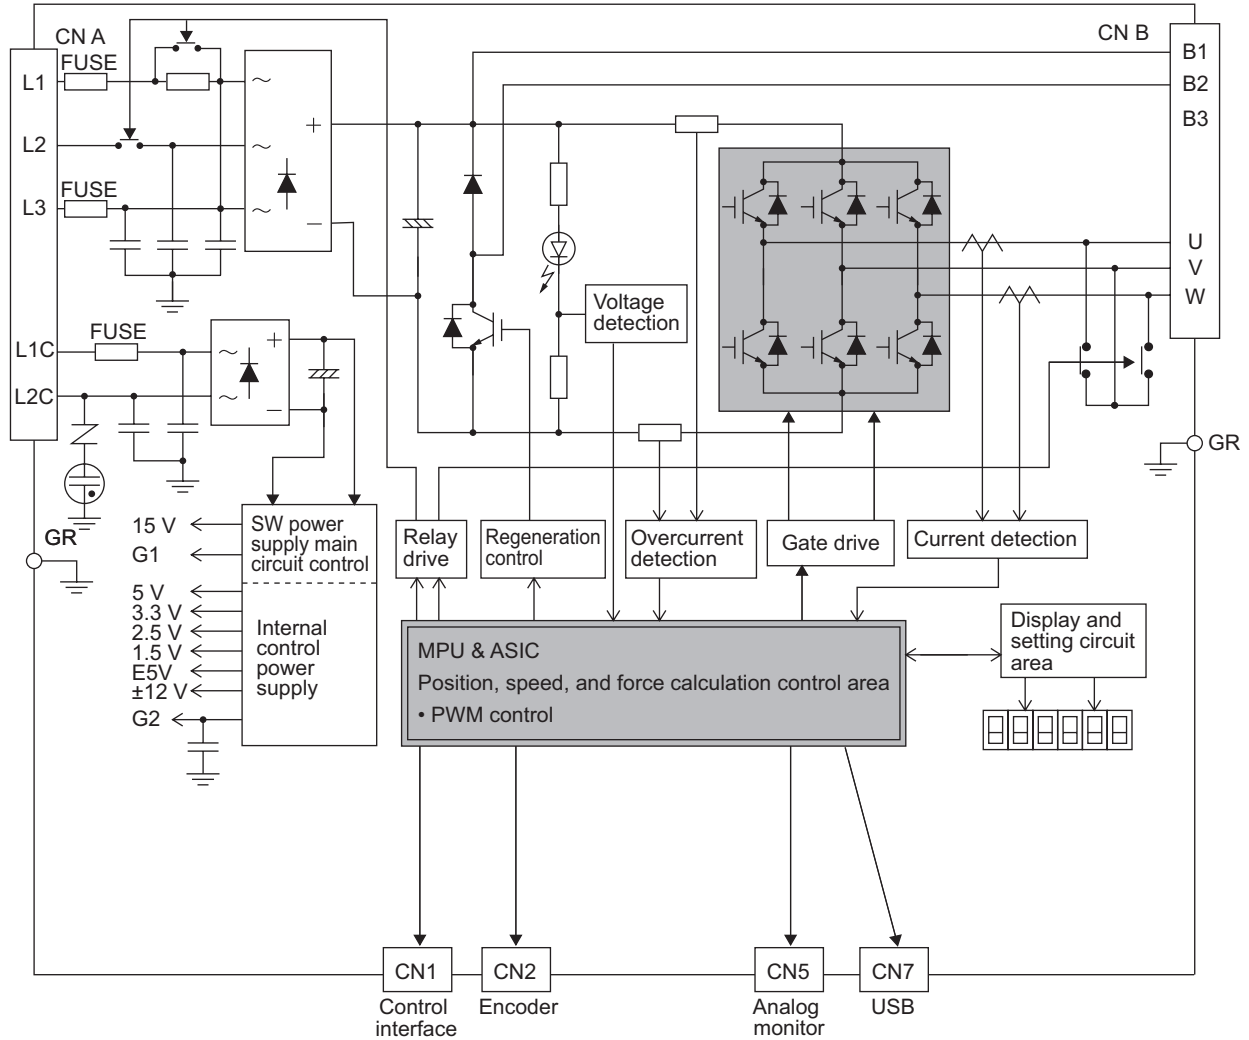 CN A
CN B
FUSE
L1
B1
B2
+
B3
L2
~
~
~
FUSE
L3
−
U
V
W
Voltage
detection
FUSE
L1C
~
+
L2C
~
−
GR
GR
15 V
G1
5 V
3.3 V
2.5 V
1.5 V
E5V
±12 V
G2
SW power
supply main
circuit control
Internal
control
power
supply
Relay
drive
Regeneration
control
Overcurrent
detection
Gate drive
Current detection
MPU & ASIC
Position, speed, and force calculation control area
• PWM control
Display and
setting circuit
area
CN1
Control
interface
CN2
Encoder
CN5
Analog
monitor
CN7
USB